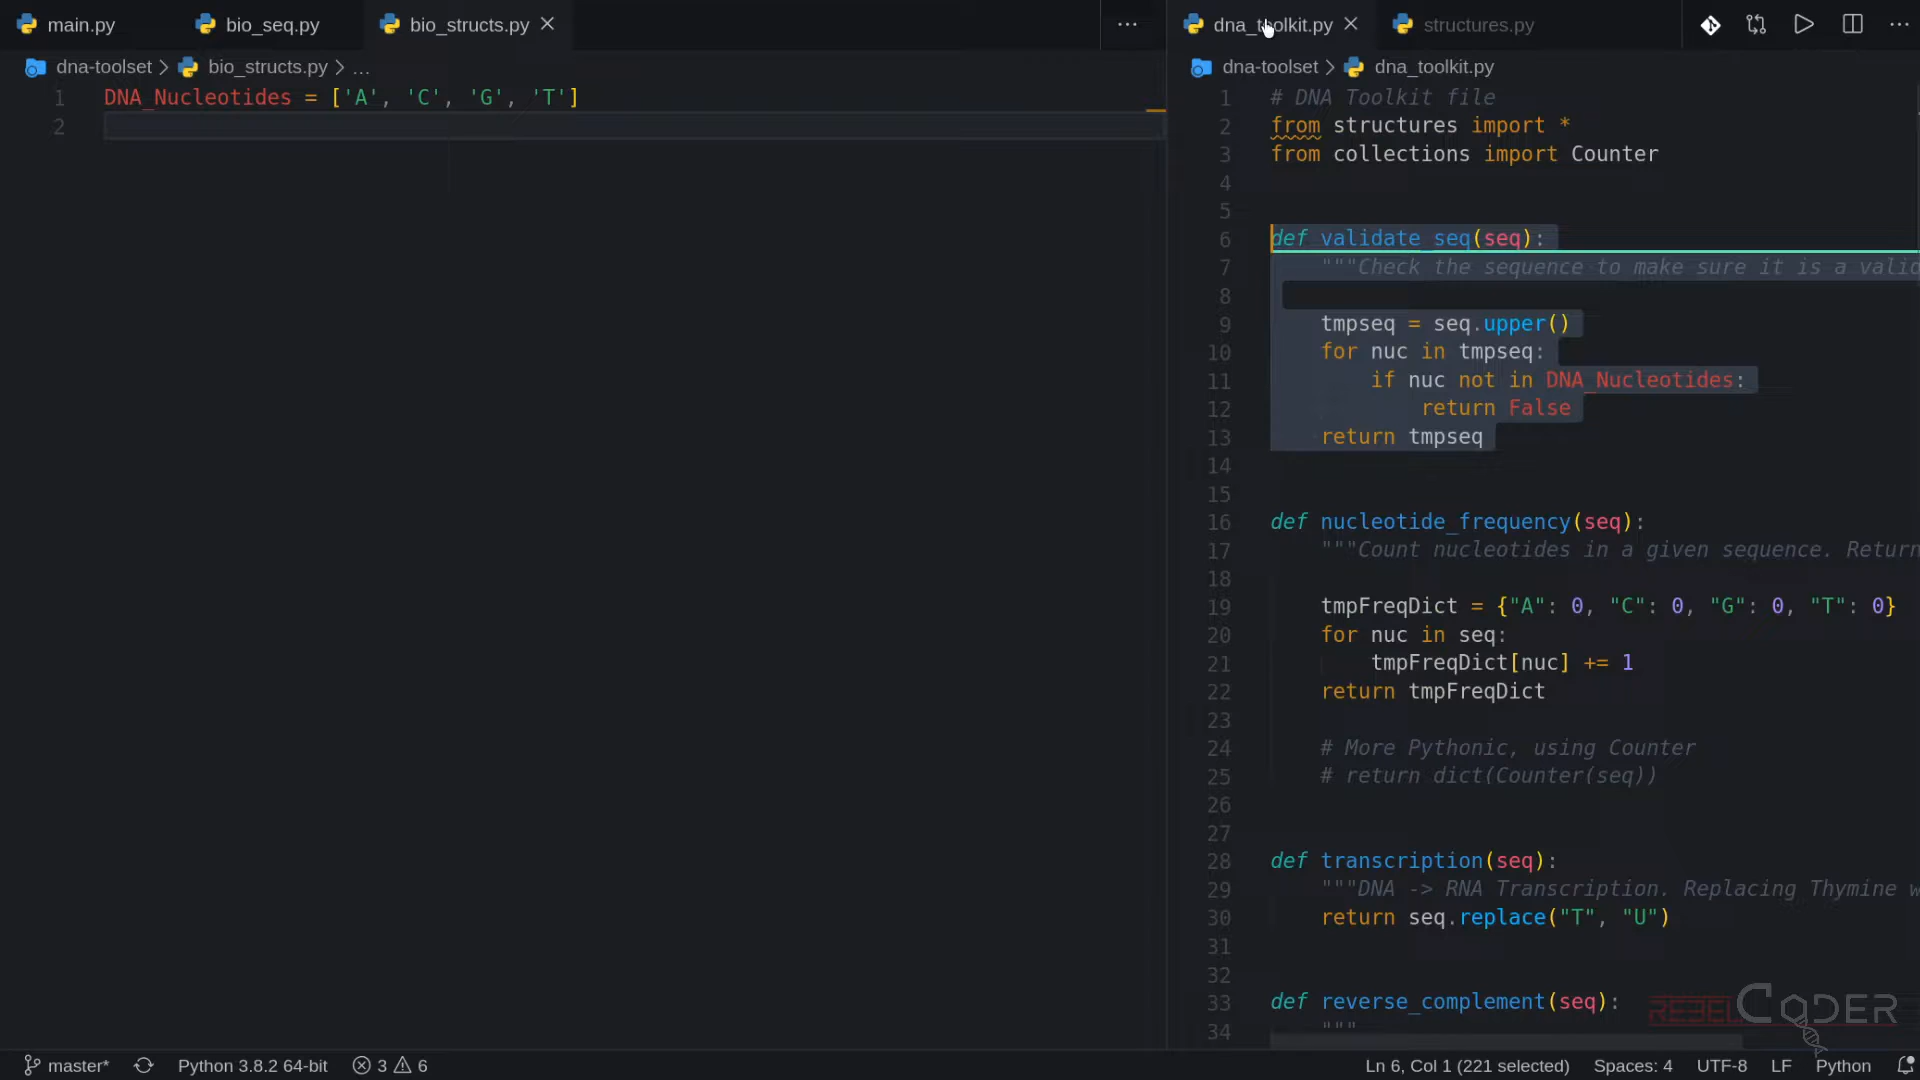 main.py bio_seq.py bio_structs.py
dna-toolset > bio_structs.py > ...
1 DNA_Nucleotides = ['A', 'C', 'G', 'T']
2
dna_toolkit.py structures.py
dna-toolset > dna_toolkit.py
1 # DNA Toolkit file
2 from structures import *
3 from collections import Counter
4
5
6 def validate_seq(seq):
7 """Check the sequence to make sure it is a valid
8
9 tmpseq = seq.upper()
10 for nuc in tmpseq:
11 if nuc not in DNA_Nucleotides:
12 return False
13 return tmpseq
14
15
16 def nucleotide_frequency(seq):
17 """Count nucleotides in a given sequence. Return
18
19 tmpFreqDict = {"A": 0, "C": 0, "G": 0, "T": 0}
20 for nuc in seq:
21 tmpFreqDict[nuc] += 1
22 return tmpFreqDict
23
24 # More Pythonic, using Counter
25 # return dict(Counter(seq))
26
27
28 def transcription(seq):
29 """DNA -> RNA Transcription. Replacing Thymine w
30 return seq.replace("T", "U")
31
32
33 def reverse_complement(seq):
34 """
REBEL CODER
master* Python 3.8.2 64-bit 3 6 Ln 6, Col 1 (221 selected) Spaces: 4 UTF-8 LF Python